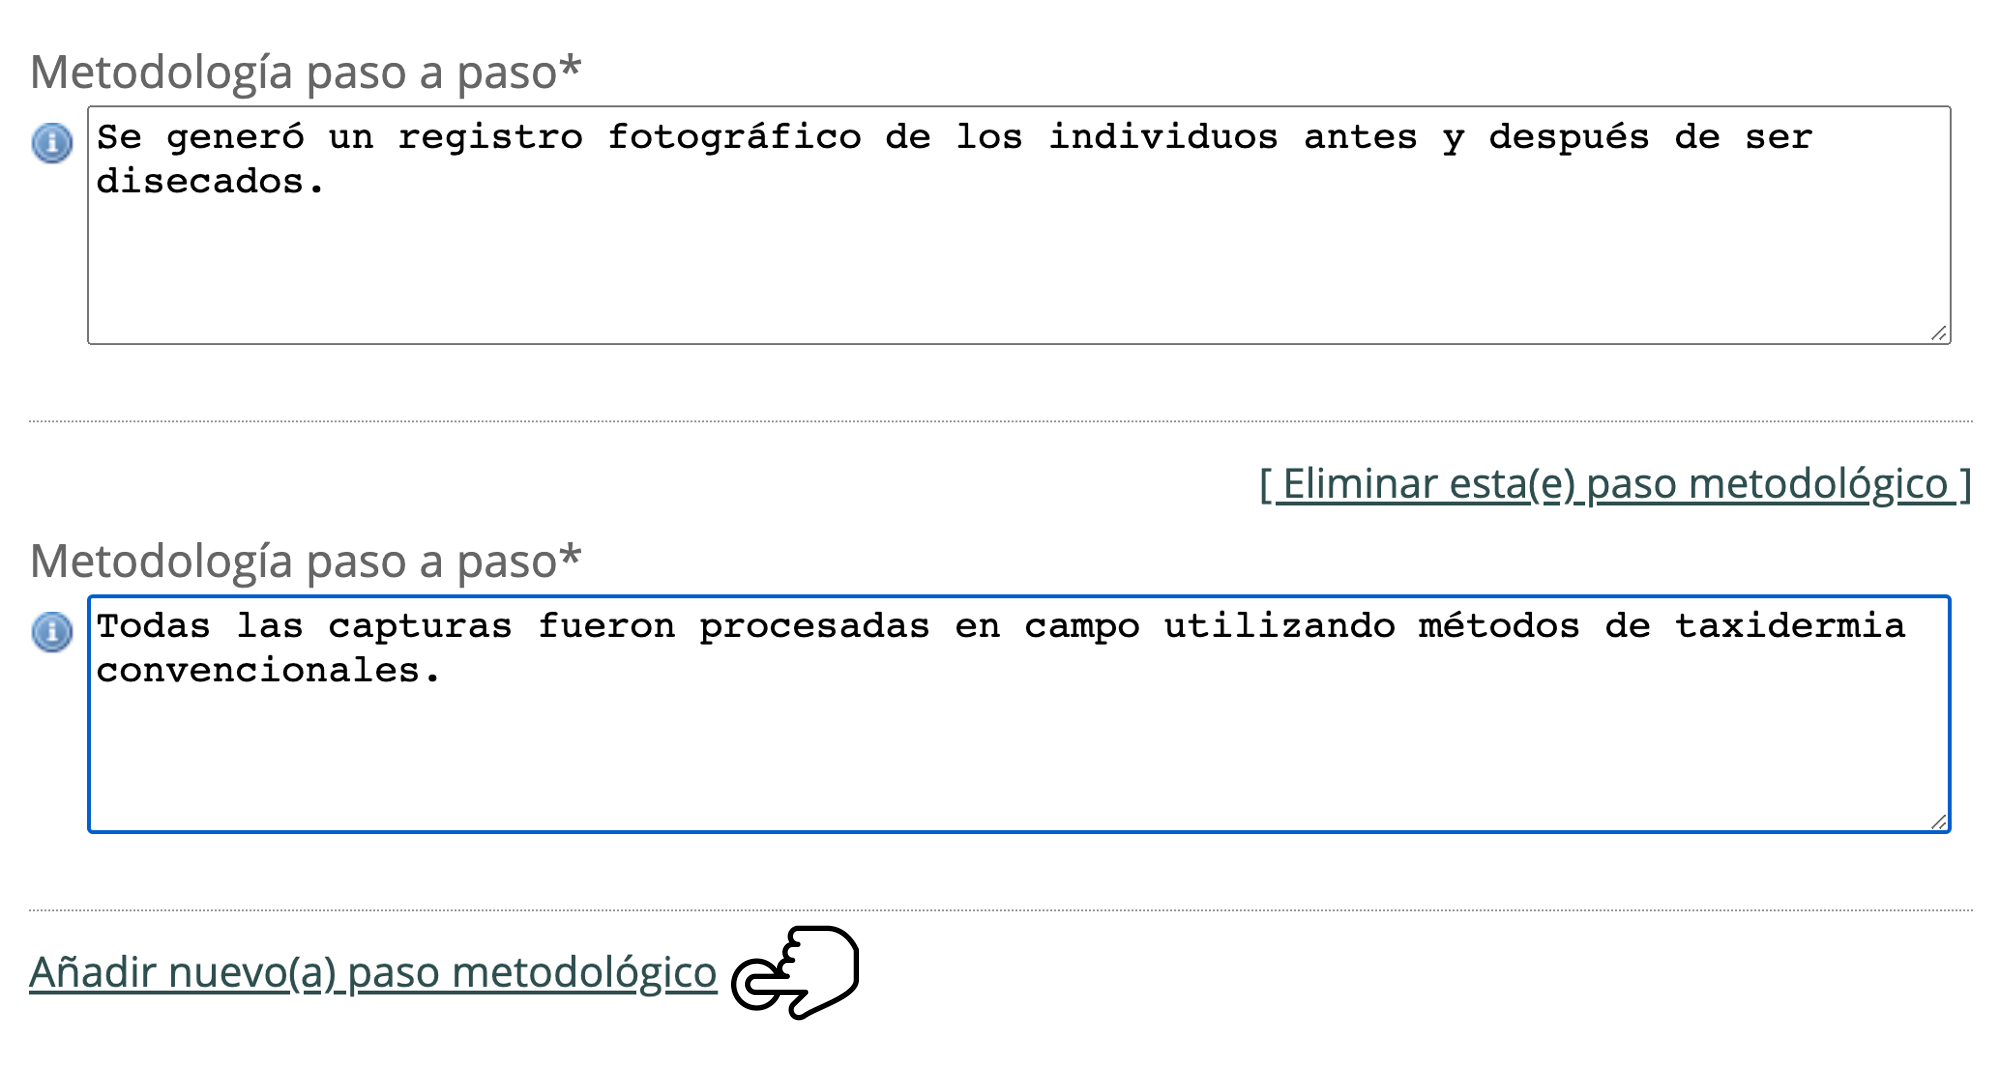 Metodología paso a paso*
Se generó un registro fotográfico de los individuos antes y después de ser
disecados.
[ Eliminar esta(e) paso metodológico ]
Metodología paso a paso*
Todas las capturas fueron procesadas en campo utilizando métodos de taxidermia
convencionales.
Añadir nuevo(a) paso metodológico